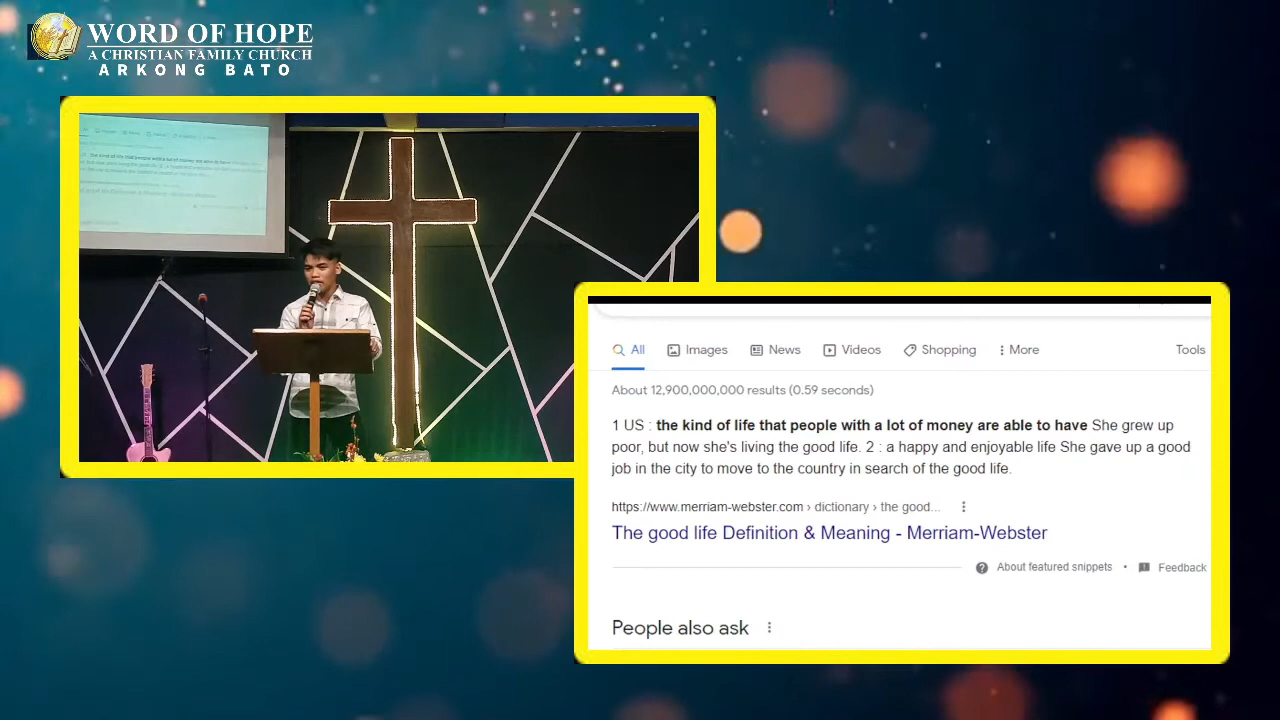 WORD OF HOPE
A CHRISTIAN FAMILY CHURCH
ARKONG BATO
All Images News Videos Shopping More Tools
About 12,900,000,000 results (0.59 seconds)
1 US : the kind of life that people with a lot of money are able to have She grew up
poor, but now she's living the good life. 2 : a happy and enjoyable life She gave up a good
job in the city to move to the country in search of the good life.
https://www.merriam-webster.com › dictionary › the good...
The good life Definition & Meaning - Merriam-Webster
About featured snippets • Feedback
People also ask